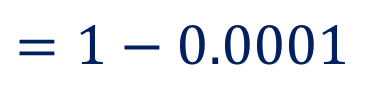 = 1 − 0.0001